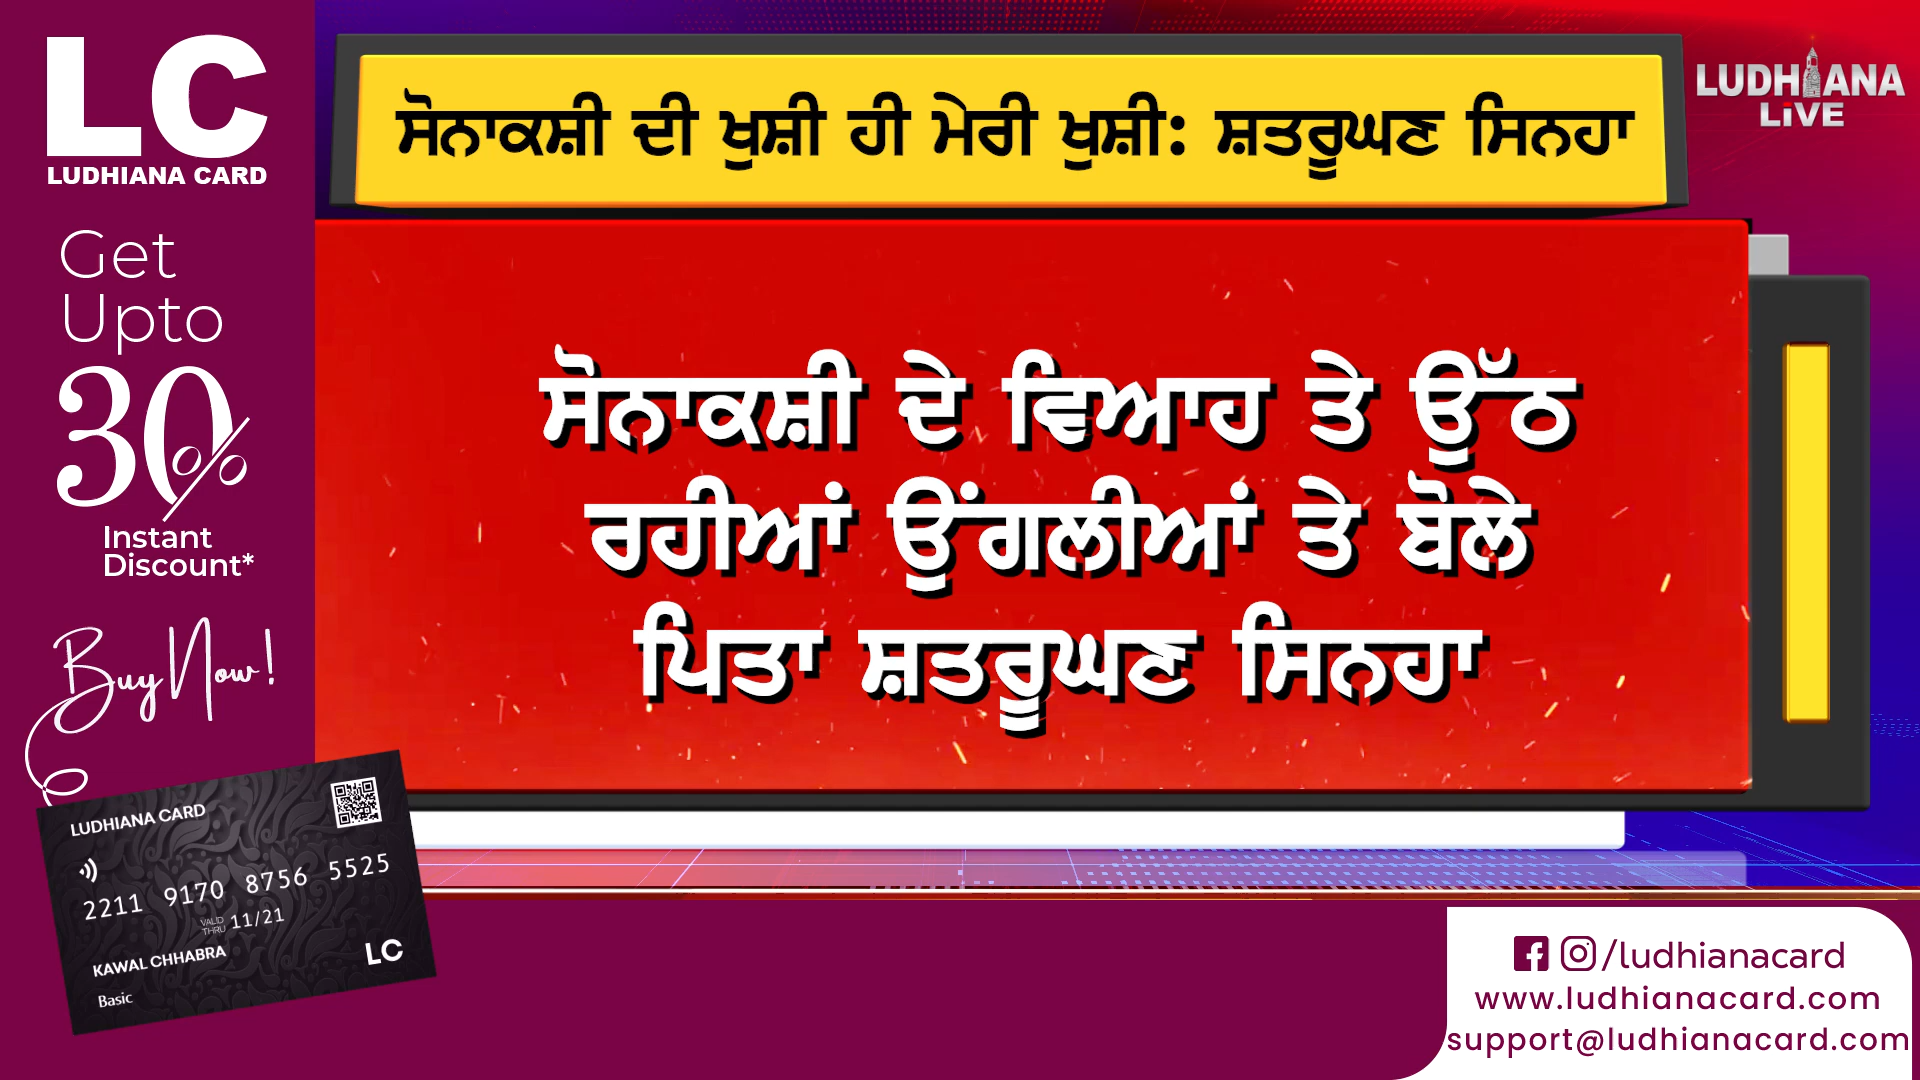 LC
LUDHIANA CARD
Get
Upto
30%
Instant
Discount*
Buy Now!
LUDHIANA CARD
2211 9170 8756 5525
VALID
THRU 11/21
KAWAL CHHABRA
LC
Basic
ਸੋਨਾਕਸ਼ੀ ਦੀ ਖੁਸ਼ੀ ਹੀ ਮੇਰੀ ਖੁਸ਼ੀ: ਸ਼ਤਰੂਘਣ ਸਿਨਹਾ
LUDHIANA
LiVE
ਸੋਨਾਕਸ਼ੀ ਦੇ ਵਿਆਹ ਤੇ ਉੱਠ
ਰਹੀਆਂ ਉਂਗਲੀਆਂ ਤੇ ਬੋਲੇ
ਪਿਤਾ ਸ਼ਤਰੂਘਣ ਸਿਨਹਾ
/ludhianacard
www.ludhianacard.com
support@ludhianacard.com